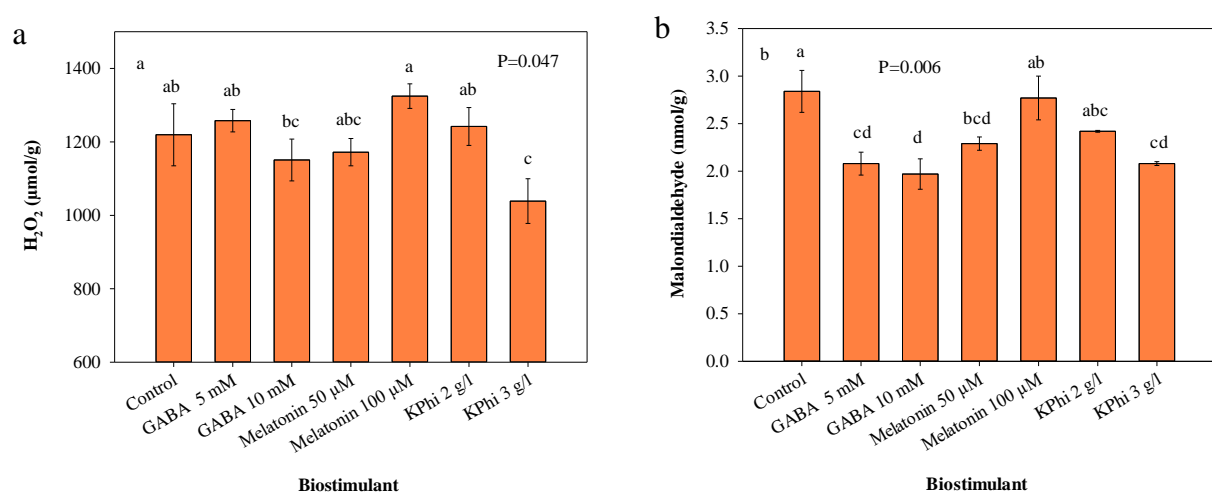 a
b
a
P=0.047
b
P=0.006
ab
ab
bc
abc
a
ab
c
a
cd
d
bcd
ab
abc
cd
1400
1200
1000
800
600
3.5
3.0
2.5
2.0
1.5
1.0
0.5
0.0
H₂O₂ (µmol/g)
Malondialdehyde (nmol/g)
Control
GABA 5 mM
GABA 10 mM
Melatonin 50 µM
Melatonin 100 µM
KPhi 2 g/l
KPhi 3 g/l
Biostimulant
Control
GABA 5 mM
GABA 10 mM
Melatonin 50 µM
Melatonin 100 µM
KPhi 2 g/l
KPhi 3 g/l
Biostimulant